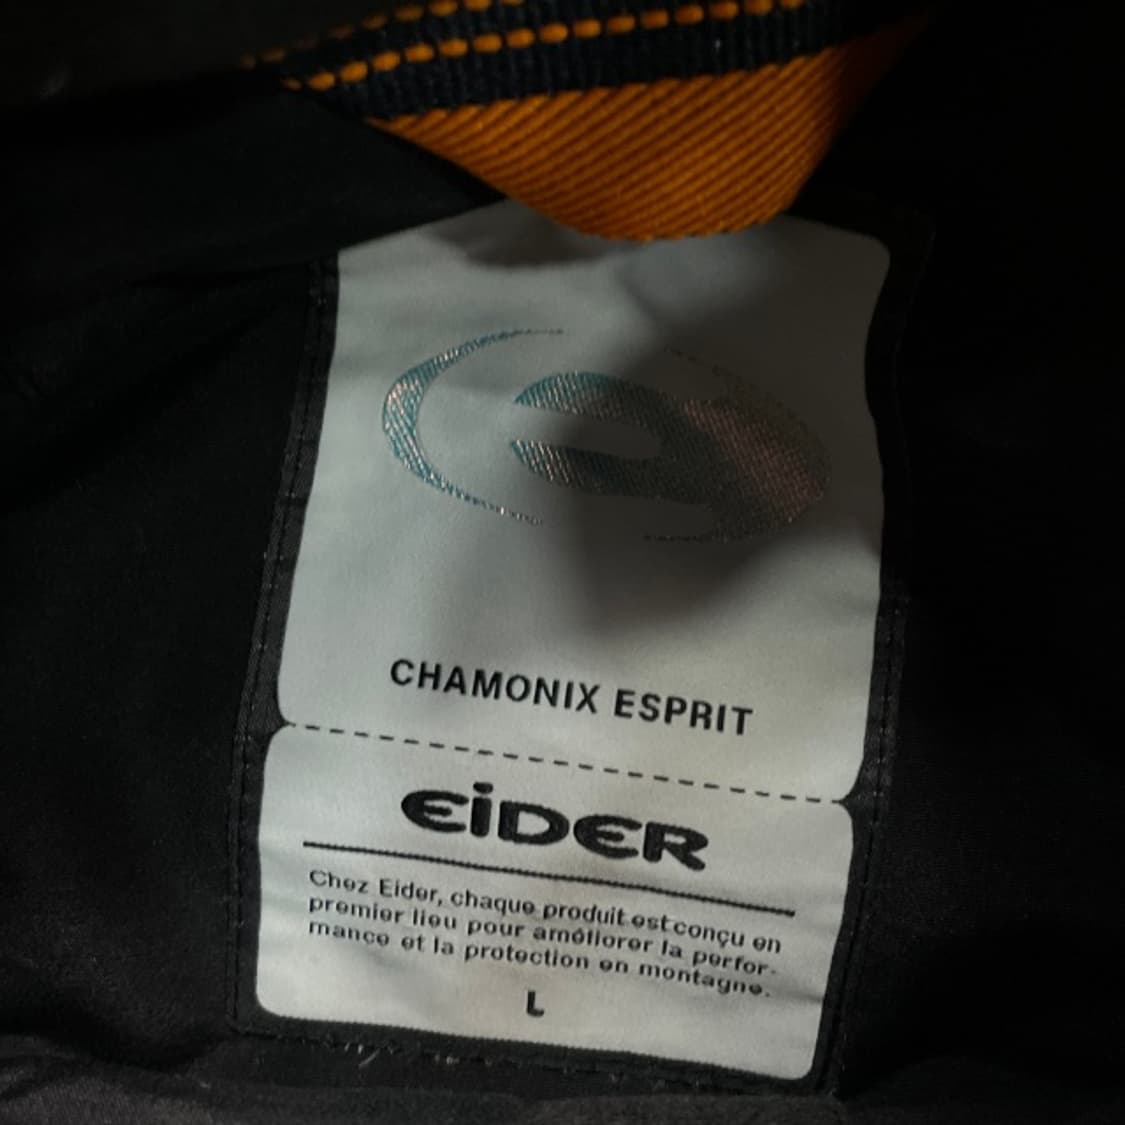 CHAMONIX ESPRIT
EiDER
Chez Eider, chaque produit est conçu en
premier lieu pour améliorer la perfor-
mance et la protection en montagne.
L